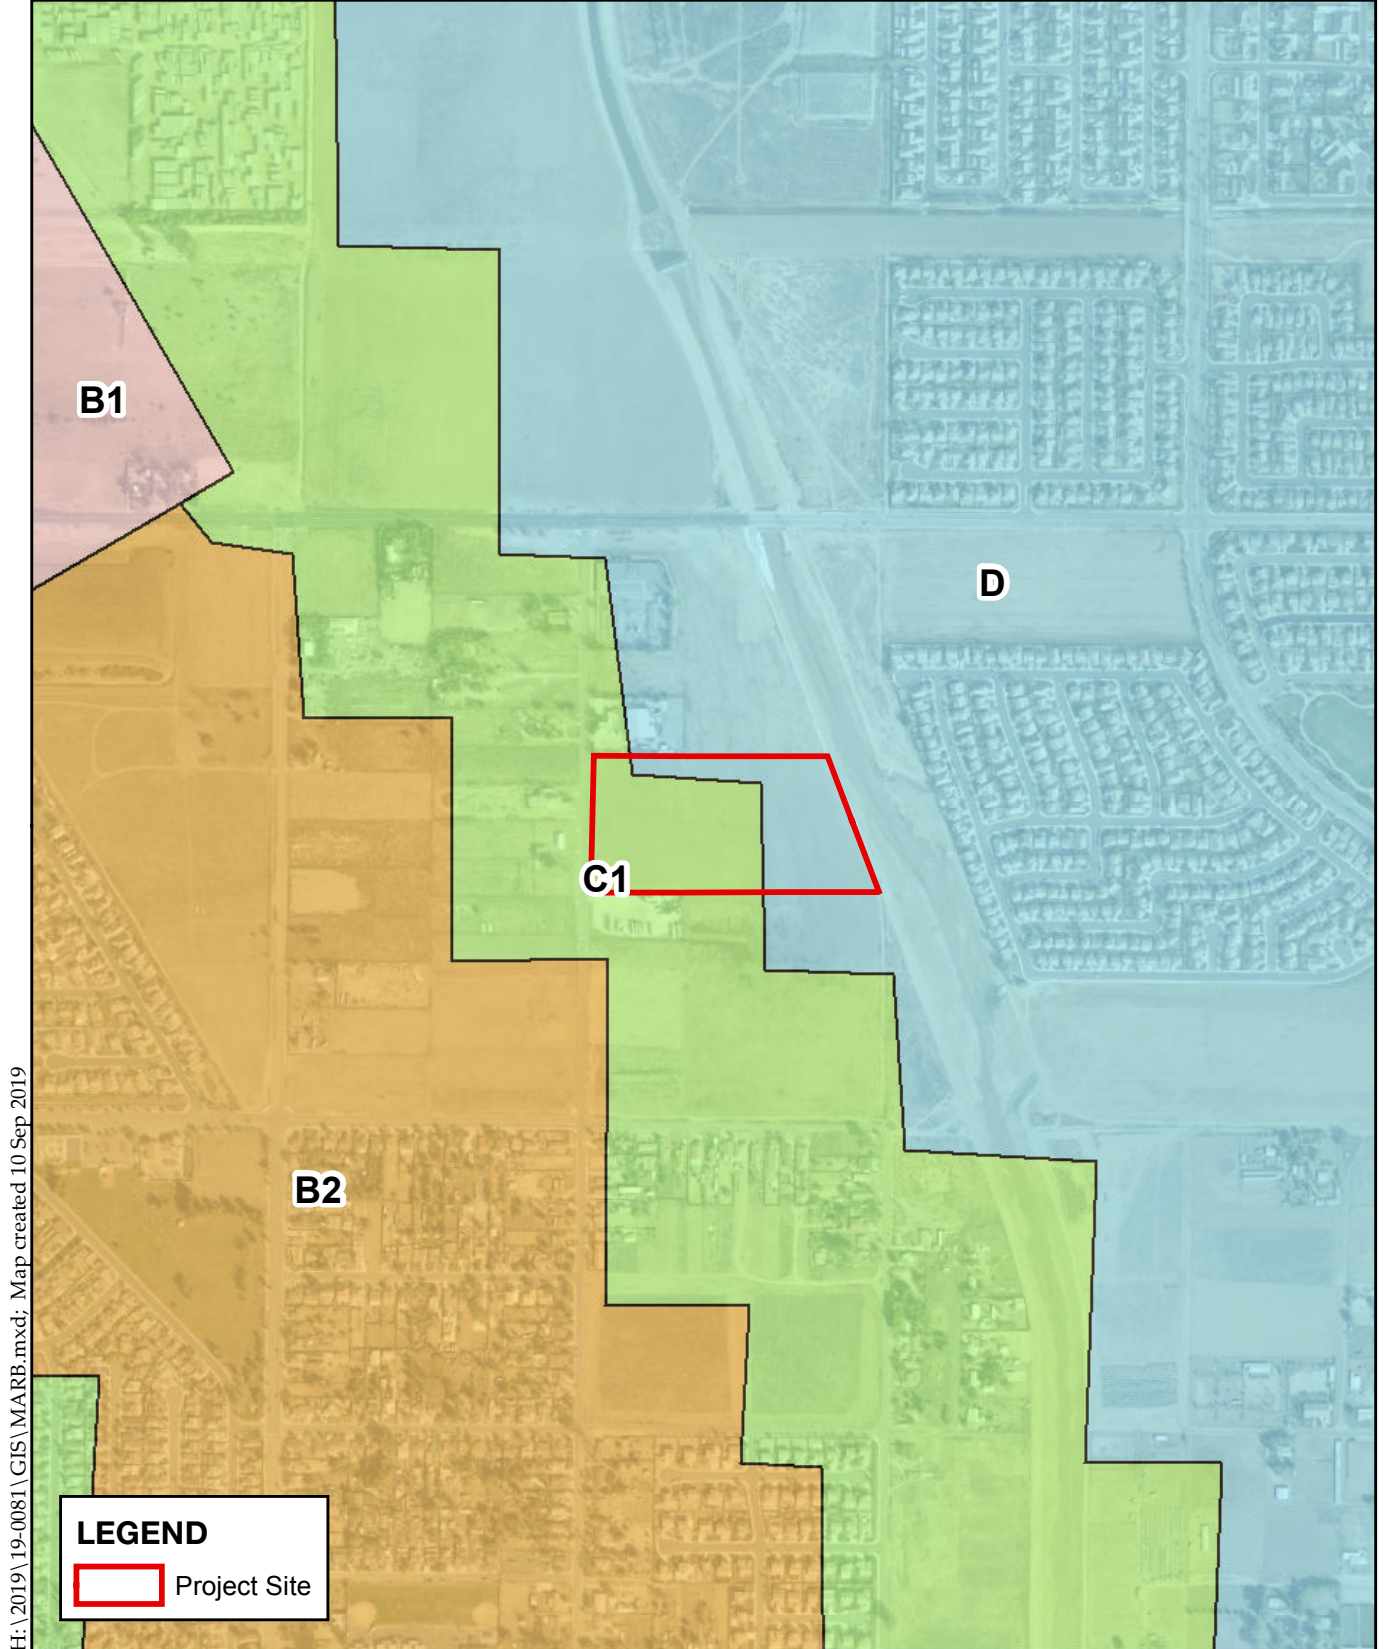 B1
D
C1
B2
LEGEND
Project Site
H:\2019\19-0081\GIS\MARB.mxd; Map created 10 Sep 2019